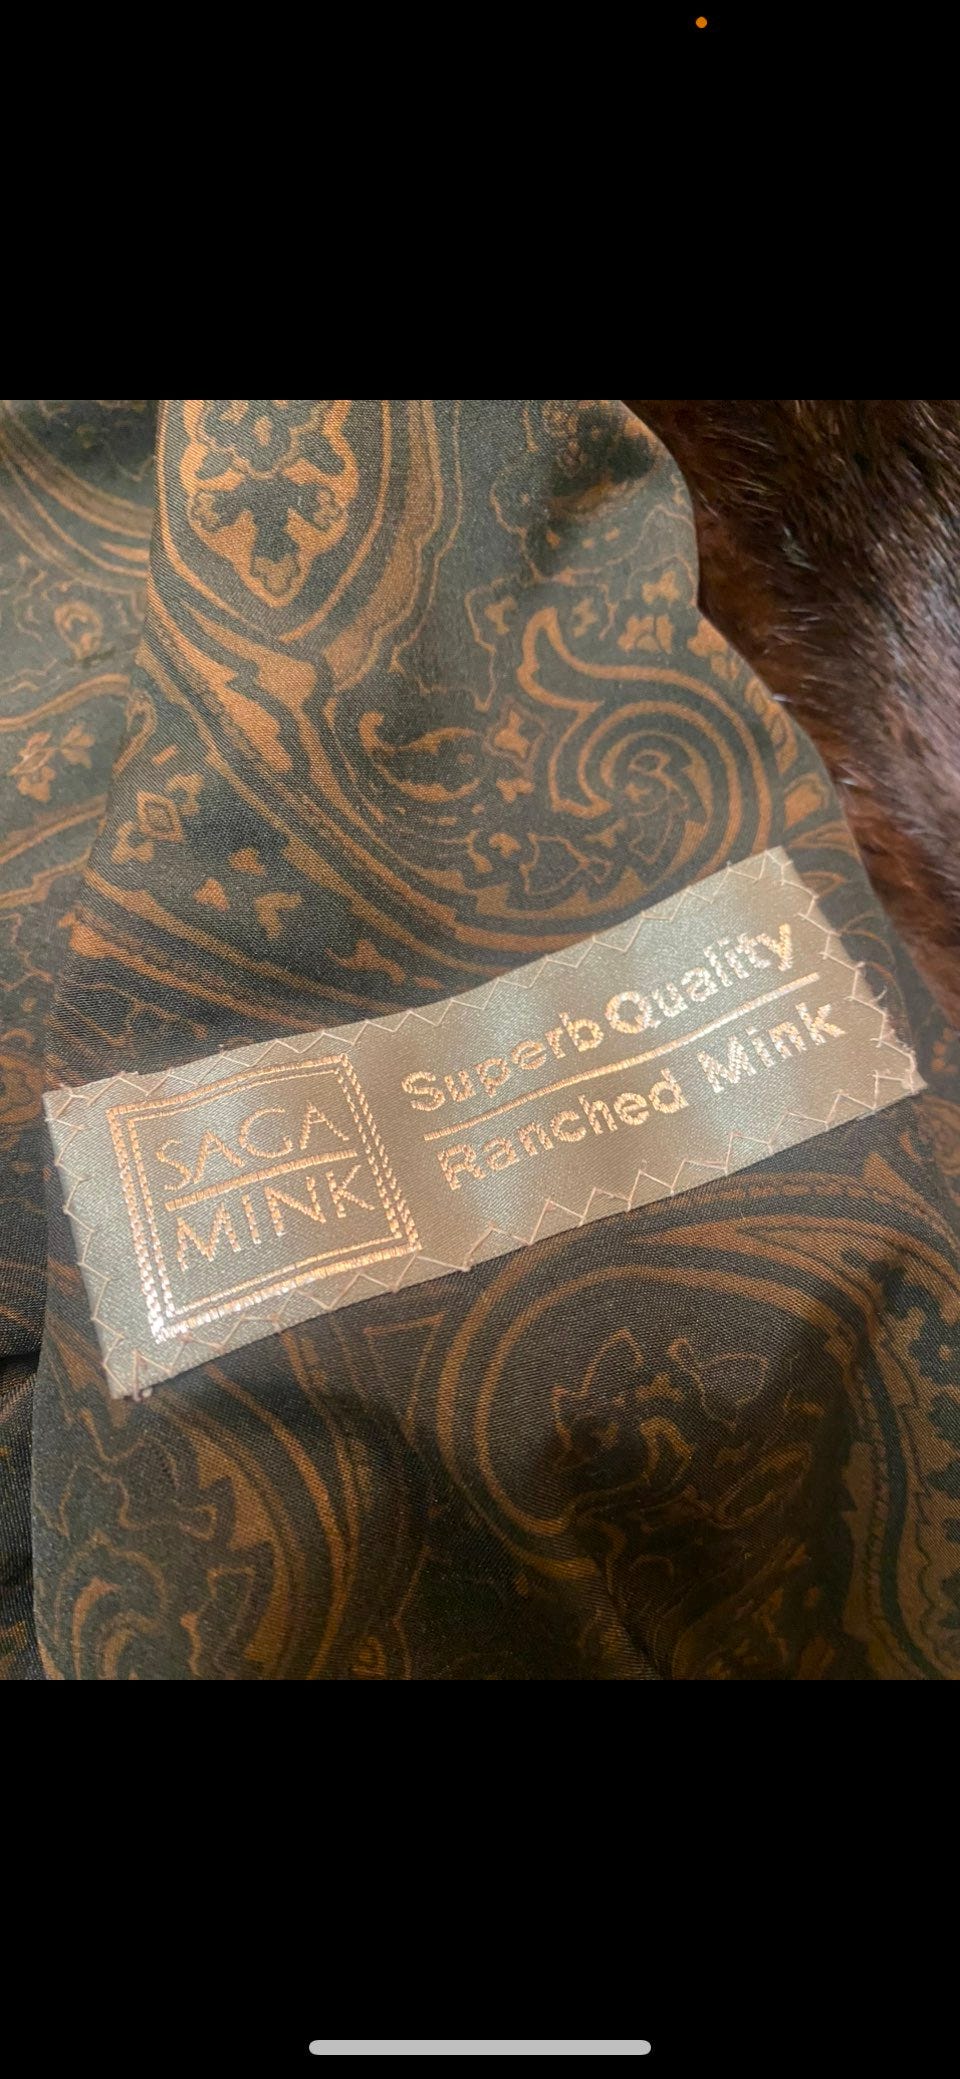 SAGA
MINK
Superb Quality
Ranched Mink